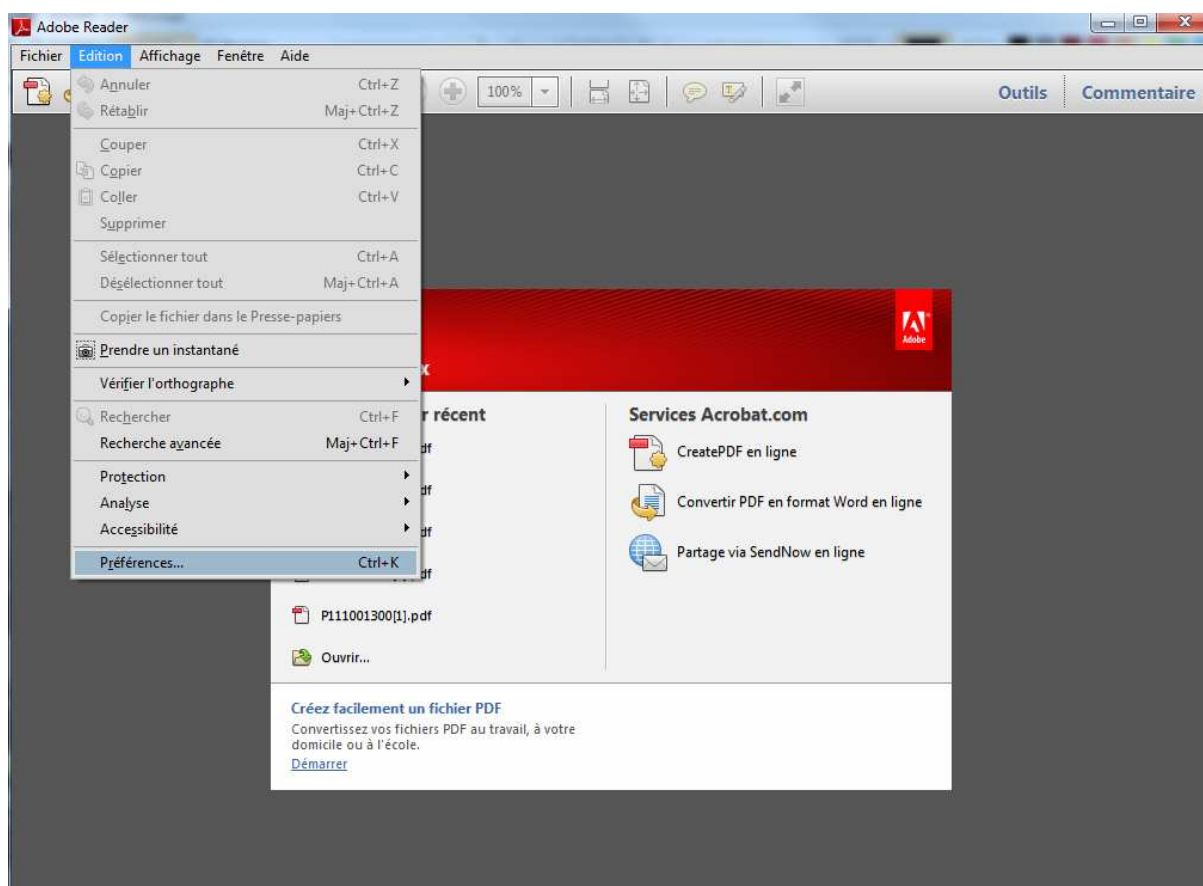 Adobe Reader
Fichier Edition Affichage Fenêtre Aide
100% Outils Commentaire
Annuler Ctrl+Z
Rétablir Maj+Ctrl+Z
Couper Ctrl+X
Copier Ctrl+C
Coller Ctrl+V
Supprimer
Sélectionner tout Ctrl+A
Désélectionner tout Maj+Ctrl+A
Copier le fichier dans le Presse-papiers
Prendre un instantané
Vérifier l'orthographe
Rechercher Ctrl+F
Recherche avancée Maj+Ctrl+F
Protection
Analyse
Accessibilité
Préférences... Ctrl+K
Adobe
x
r récent
df
df
df
df
P111001300[1].pdf
Ouvrir...
Services Acrobat.com
CreatePDF en ligne
Convertir PDF en format Word en ligne
Partage via SendNow en ligne
Créez facilement un fichier PDF
Convertissez vos fichiers PDF au travail, à votre
domicile ou à l'école.
Démarrer